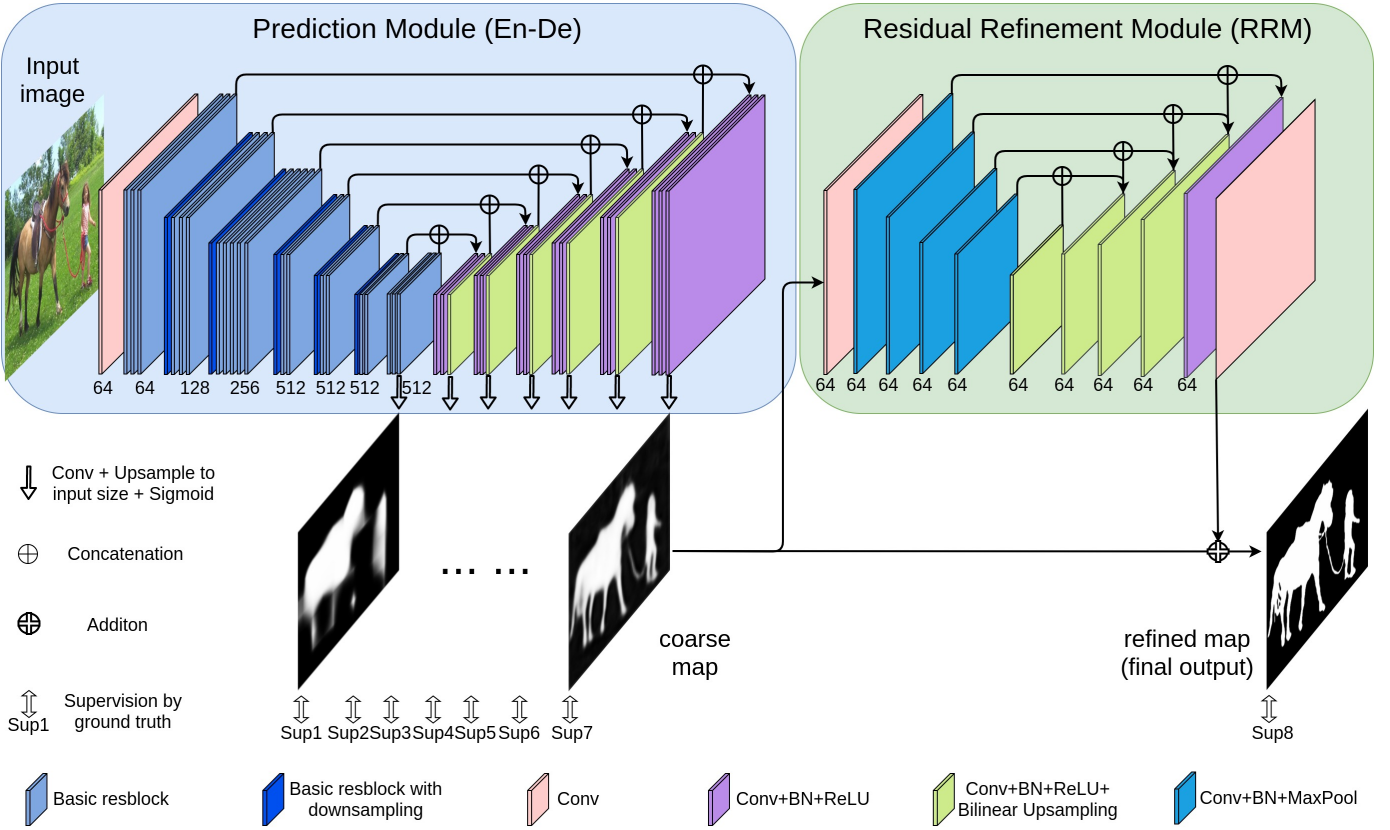 Prediction Module (En-De)
Residual Refinement Module (RRM)
Input
image
64 64 128 256 512 512 512 512
64 64 64 64 64 64 64 64 64 64
Conv + Upsample to
input size + Sigmoid
Concatenation
Additon
Supervision by
ground truth
Sup1
... ...
coarse
map
refined map
(final output)
Sup1 Sup2 Sup3 Sup4 Sup5 Sup6 Sup7
Sup8
Basic resblock
Basic resblock with
downsampling
Conv
Conv+BN+ReLU
Conv+BN+ReLU+
Bilinear Upsampling
Conv+BN+MaxPool